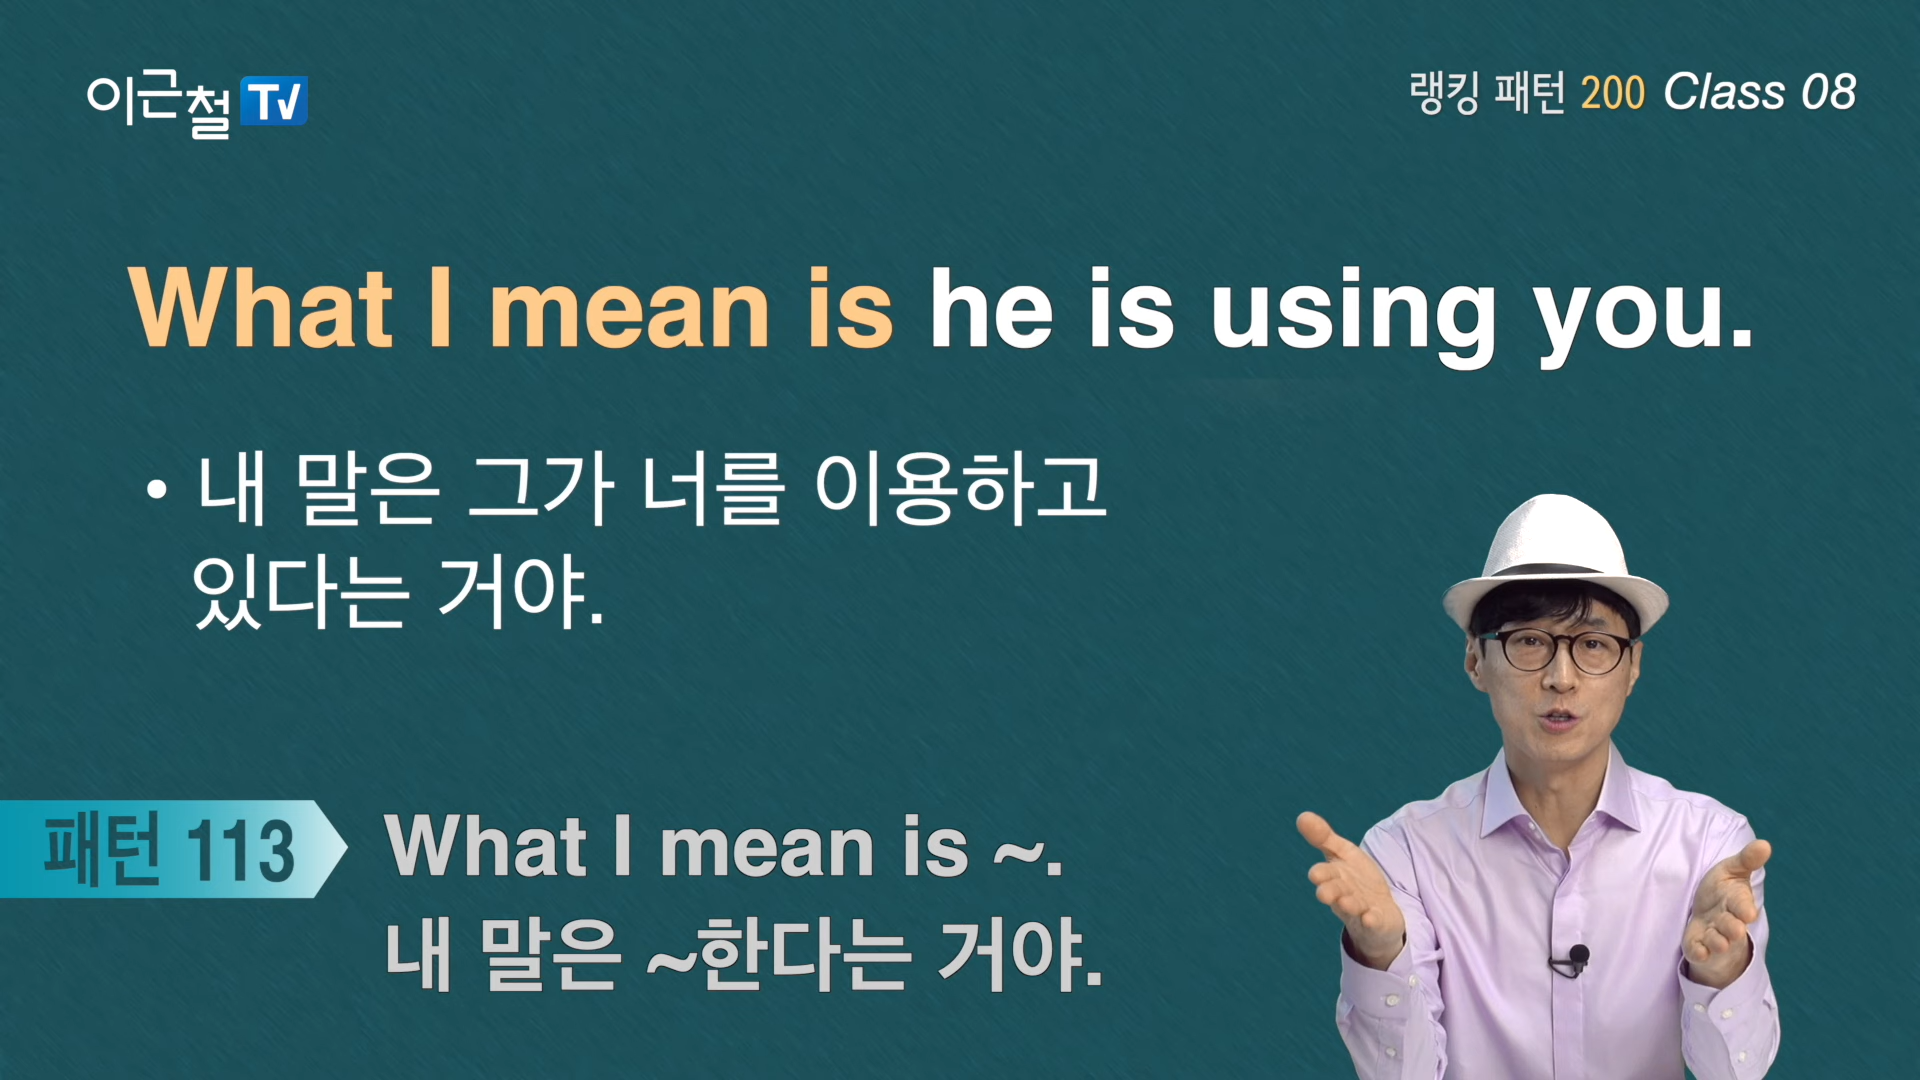 이근철 TV
랭킹 패턴 200 Class 08
What I mean is he is using you.
• 내 말은 그가 너를 이용하고
있다는 거야.
패턴 113
What I mean is ~.
내 말은 ~한다는 거야.